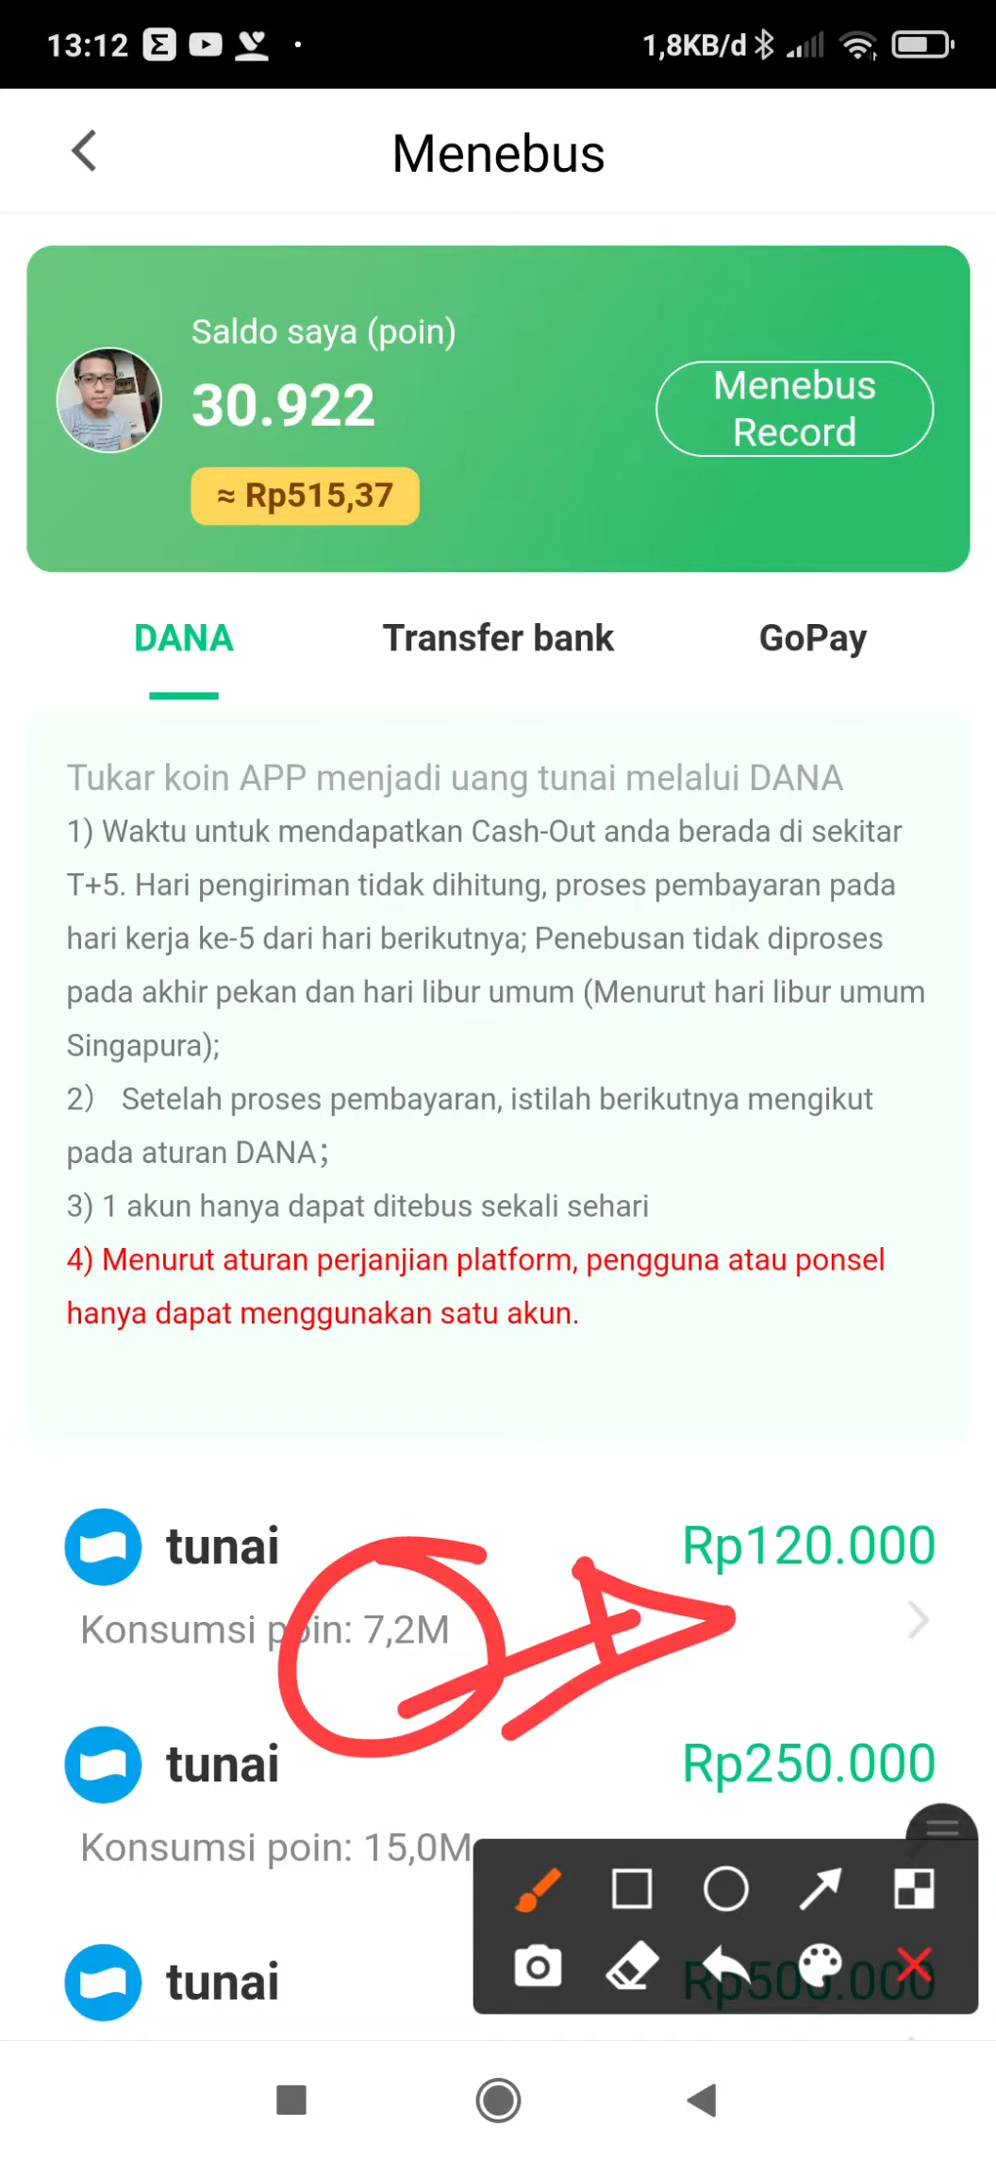 13:12
1,8KB/d
Menebus
Saldo saya (poin)
30.922
≈ Rp515,37
Menebus
Record
DANA
Transfer bank
GoPay
Tukar koin APP menjadi uang tunai melalui DANA
1) Waktu untuk mendapatkan Cash-Out anda berada di sekitar
T+5. Hari pengiriman tidak dihitung, proses pembayaran pada
hari kerja ke-5 dari hari berikutnya; Penebusan tidak diproses
pada akhir pekan dan hari libur umum (Menurut hari libur umum
Singapura);
2） Setelah proses pembayaran, istilah berikutnya mengikut
pada aturan DANA；
3) 1 akun hanya dapat ditebus sekali sehari
4) Menurut aturan perjanjian platform, pengguna atau ponsel
hanya dapat menggunakan satu akun.
tunai
Rp120.000
Konsumsi poin: 7,2M
tunai
Rp250.000
Konsumsi poin: 15,0M
tunai
Rp500.000